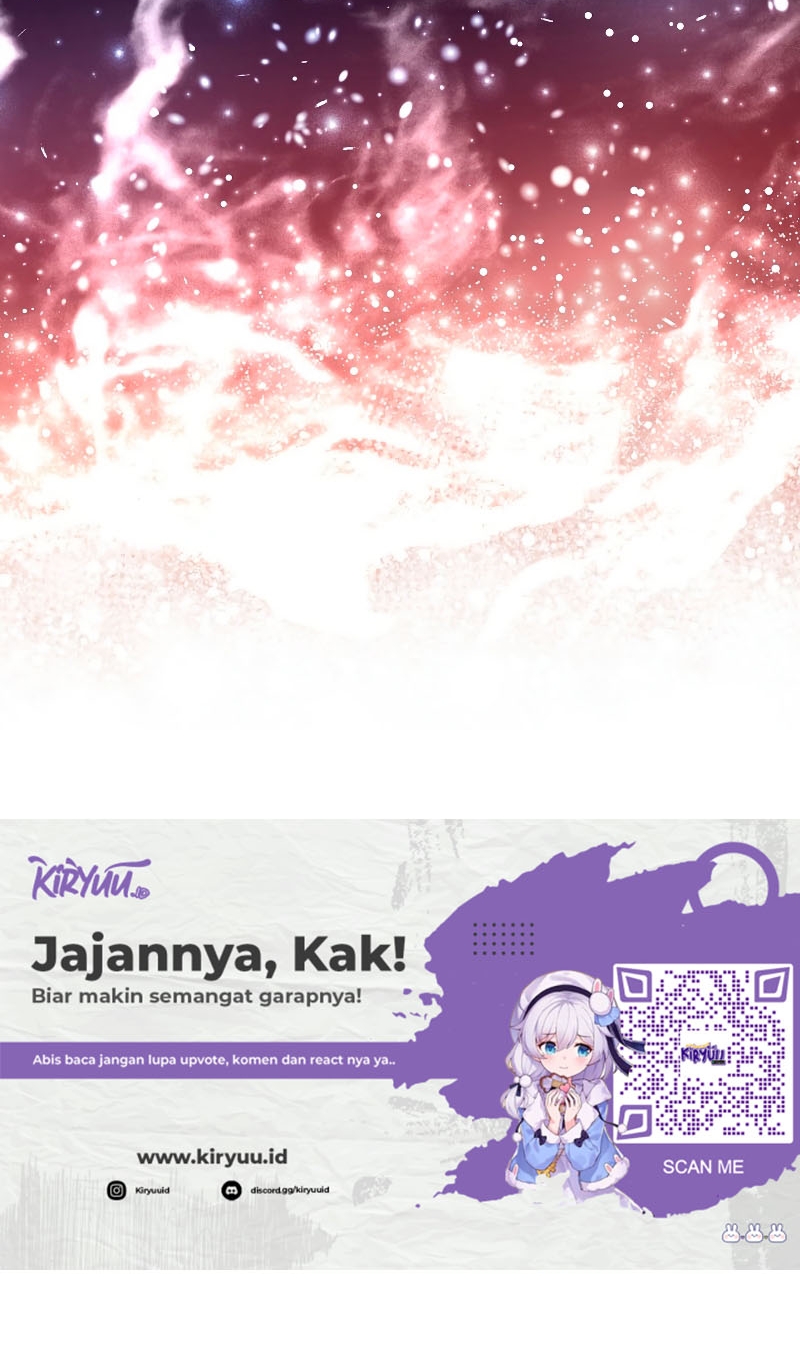 KIRYUU.ID
Jajannya, Kak!
Biar makin semangat garapnya!
Abis baca jangan lupa upvote, komen dan react nya ya..
www.kiryuu.id
Kiryuuid
discord.gg/kiryuuid
KIRYUU
SCAN ME